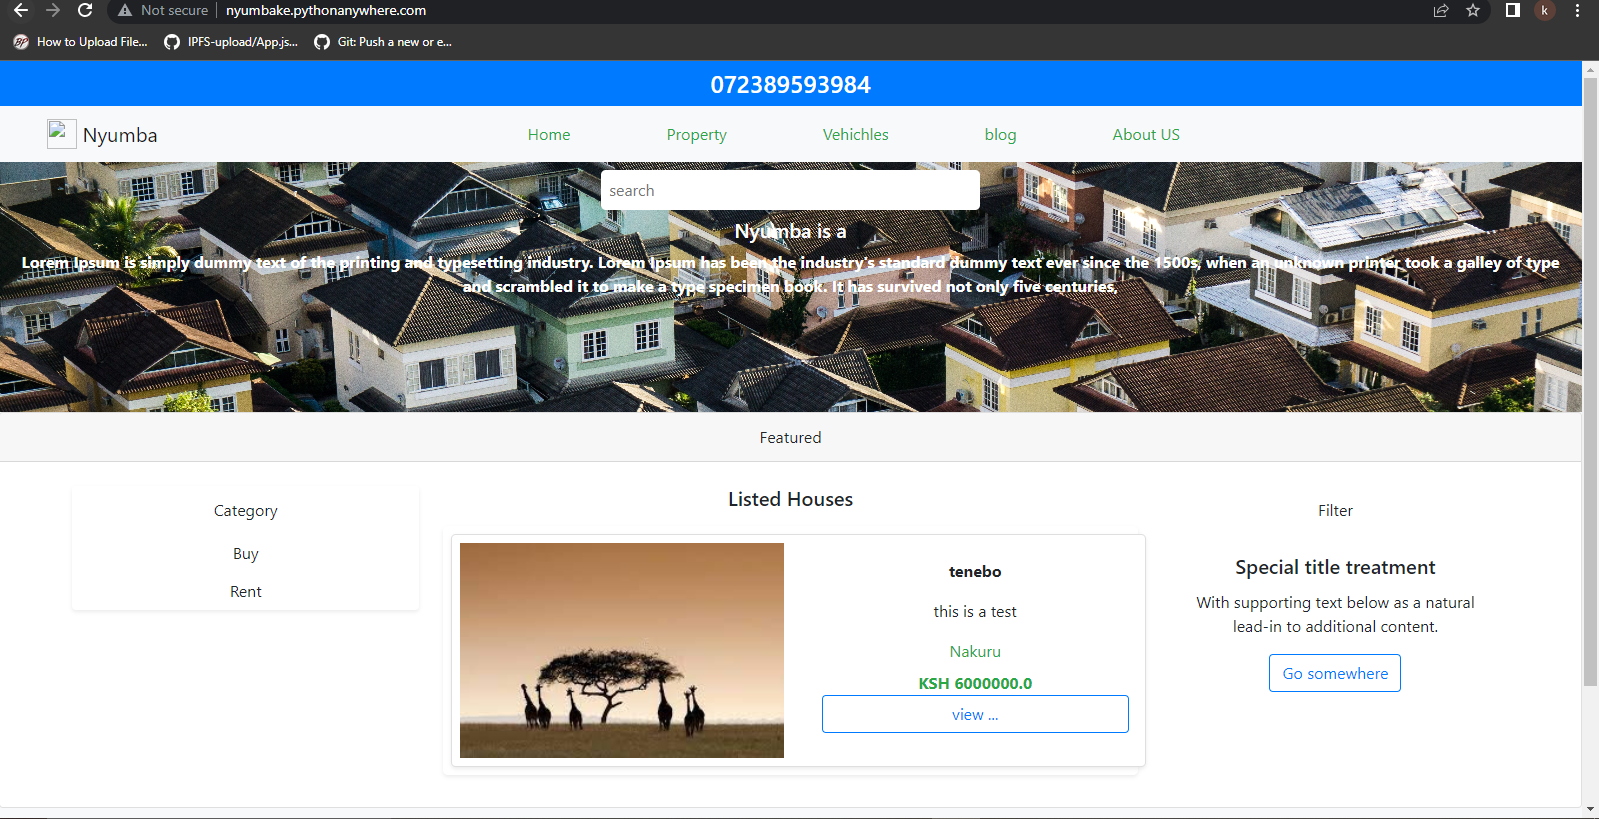 Not secure
nyumbake.pythonanywhere.com
k
BP
How to Upload File...
IPFS-upload/App.js...
Git: Push a new or e...
072389593984
Nyumba
Home
Property
Vehichles
blog
About US
search
Nyumba is a
Lorem Ipsum is simply dummy text of the printing and typesetting industry. Lorem Ipsum has been the industry's standard dummy text ever since the 1500s, when an unknown printer took a galley of type
and scrambled it to make a type specimen book. It has survived not only five centuries,
Featured
Category
Buy
Rent
Listed Houses
tenebo
this is a test
Nakuru
KSH 6000000.0
view ...
Filter
Special title treatment
With supporting text below as a natural
lead-in to additional content.
Go somewhere